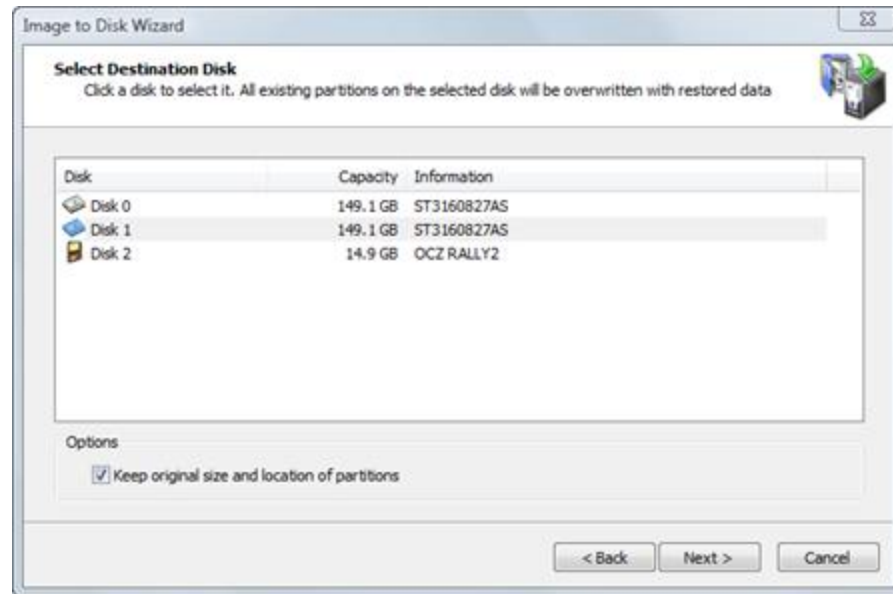 Image to Disk Wizard
Select Destination Disk
Click a disk to select it. All existing partitions on the selected disk will be overwritten with restored data
Disk Capacity Information
Disk 0 149.1 GB ST3160827AS
Disk 1 149.1 GB ST3160827AS
Disk 2 14.9 GB OCZ RALLY2
Options
Keep original size and location of partitions
< Back Next > Cancel